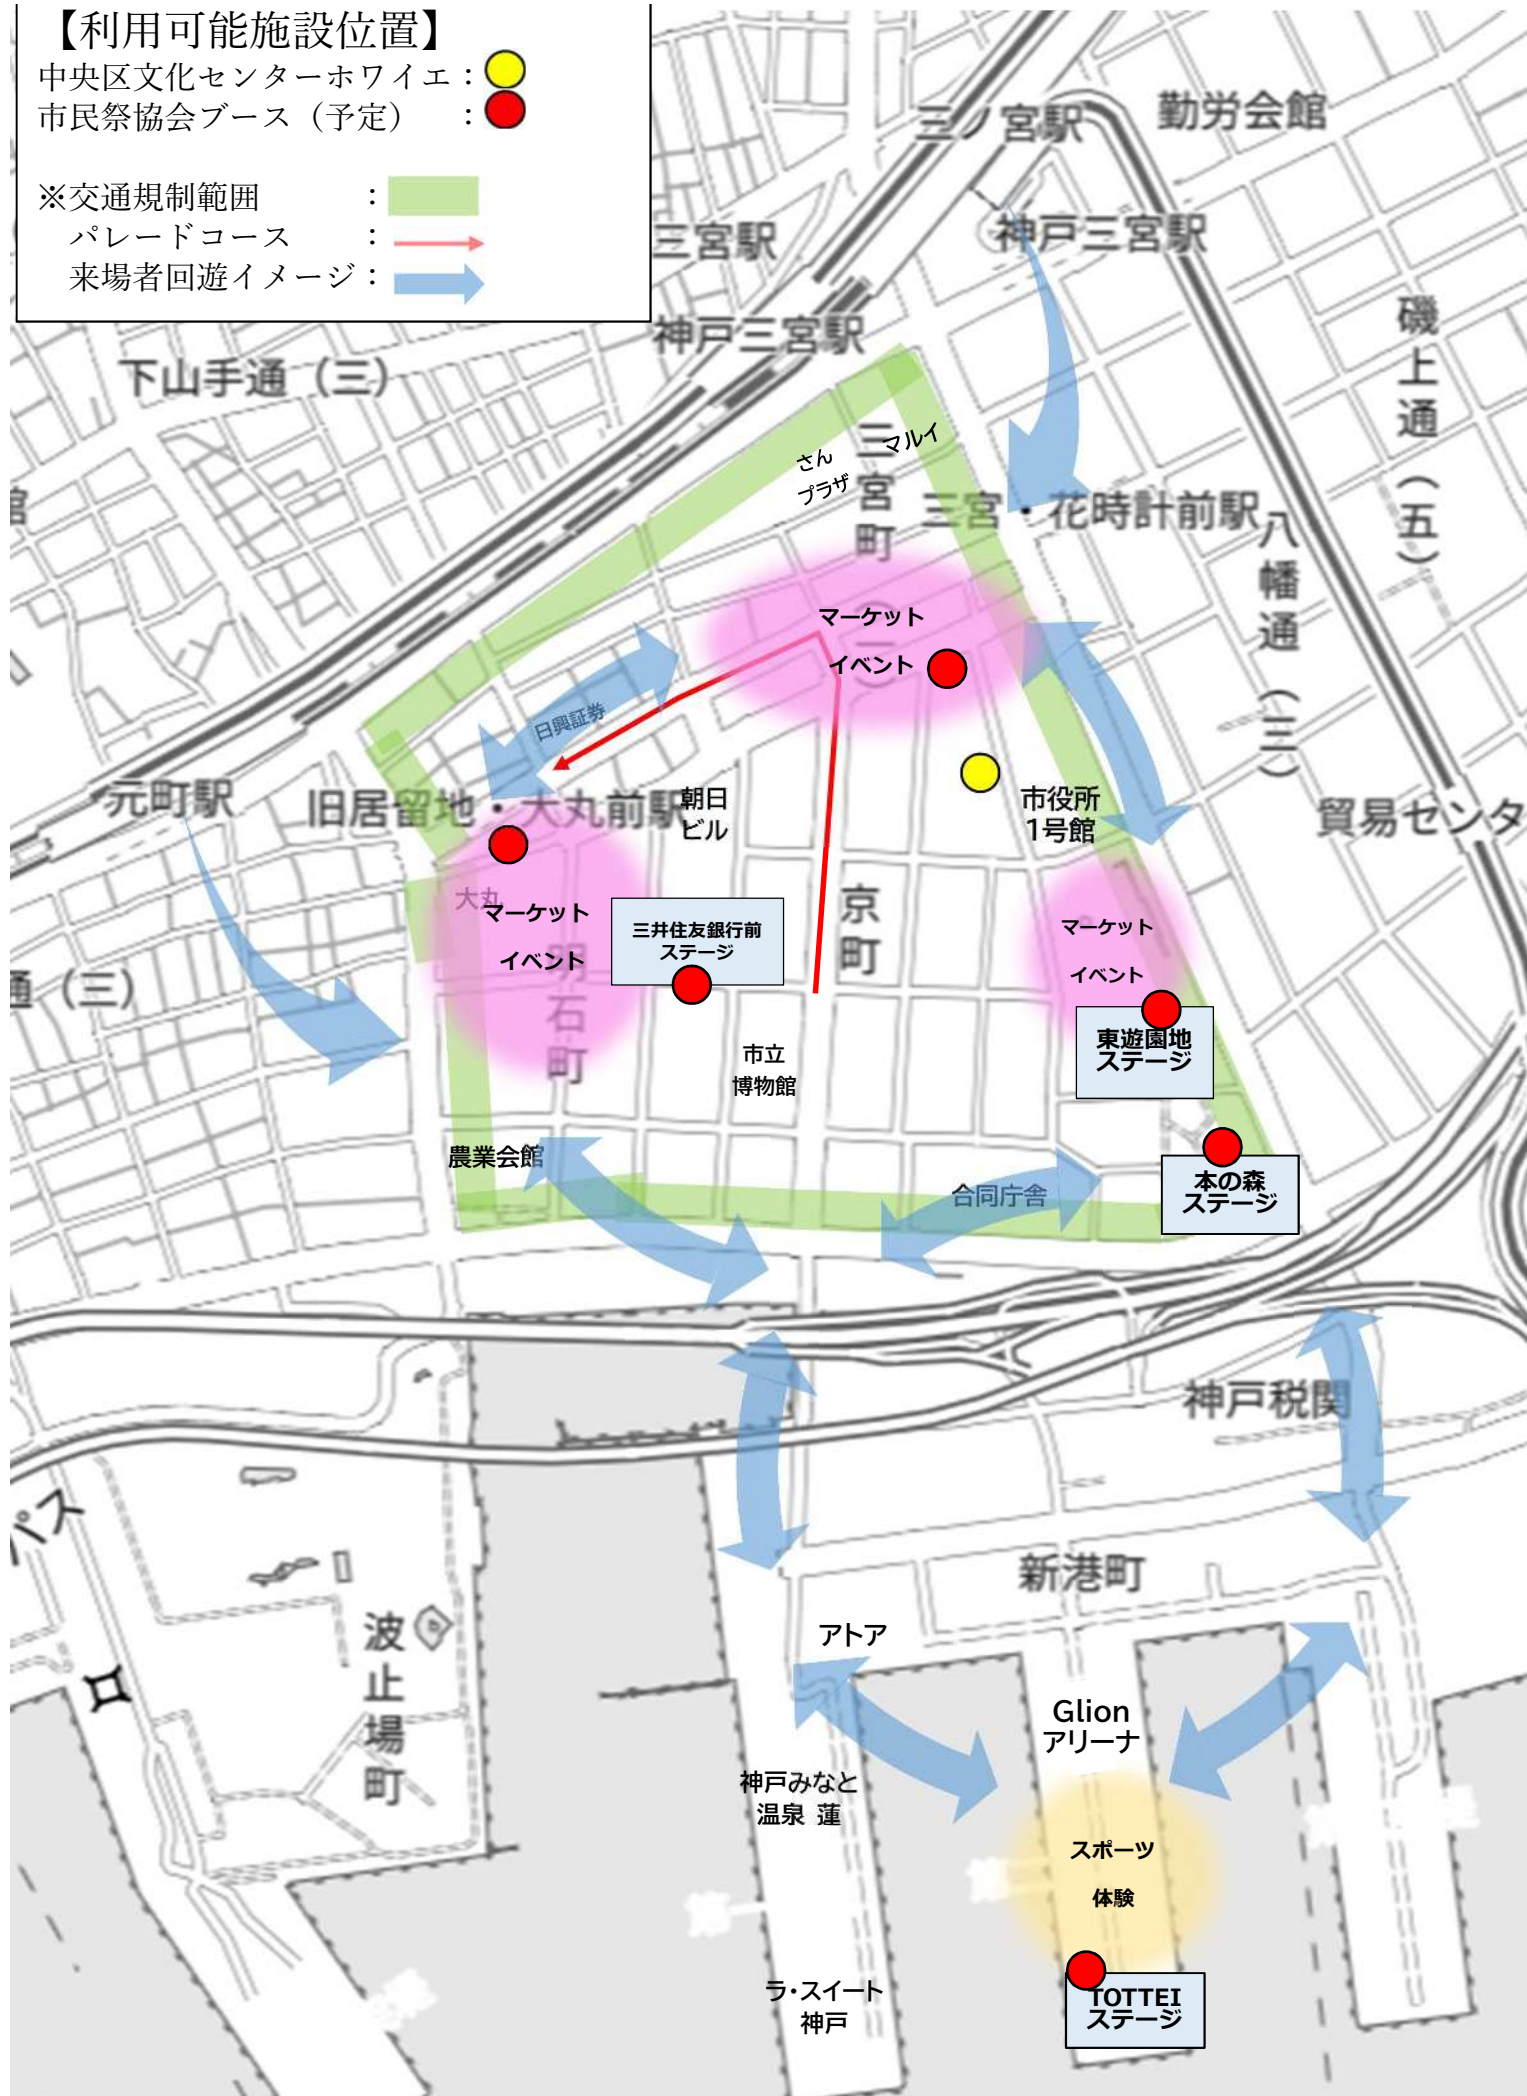 【利用可能施設位置】
中央区文化センターホワイエ：
市民祭協会ブース（予定）　：
※交通規制範囲　　　：
パレードコース　　：
来場者回遊イメージ：
三ノ宮駅
勤労会館
三宮駅
神戸三宮駅
神戸三宮駅
下山手通（三）
磯上通（五）
館
さん
プラザ
マルイ
三宮町（一）
三宮・花時計前駅
八幡通（三）
マーケット
イベント
日興証券
元町駅
旧居留地・大丸前駅
朝日
ビル
市役所
1号館
貿易センタ
大丸
マーケット
イベント
明石町
三井住友銀行前
ステージ
京町
マーケット
イベント
通（三）
東遊園地
ステージ
市立
博物館
農業会館
合同庁舎
本の森
ステージ
神戸税関
パス
新港町
波止場町
アトア
Glion
アリーナ
神戸みなと
温泉 蓮
スポーツ
体験
ラ・スイート
神戸
TOTTEI
ステージ